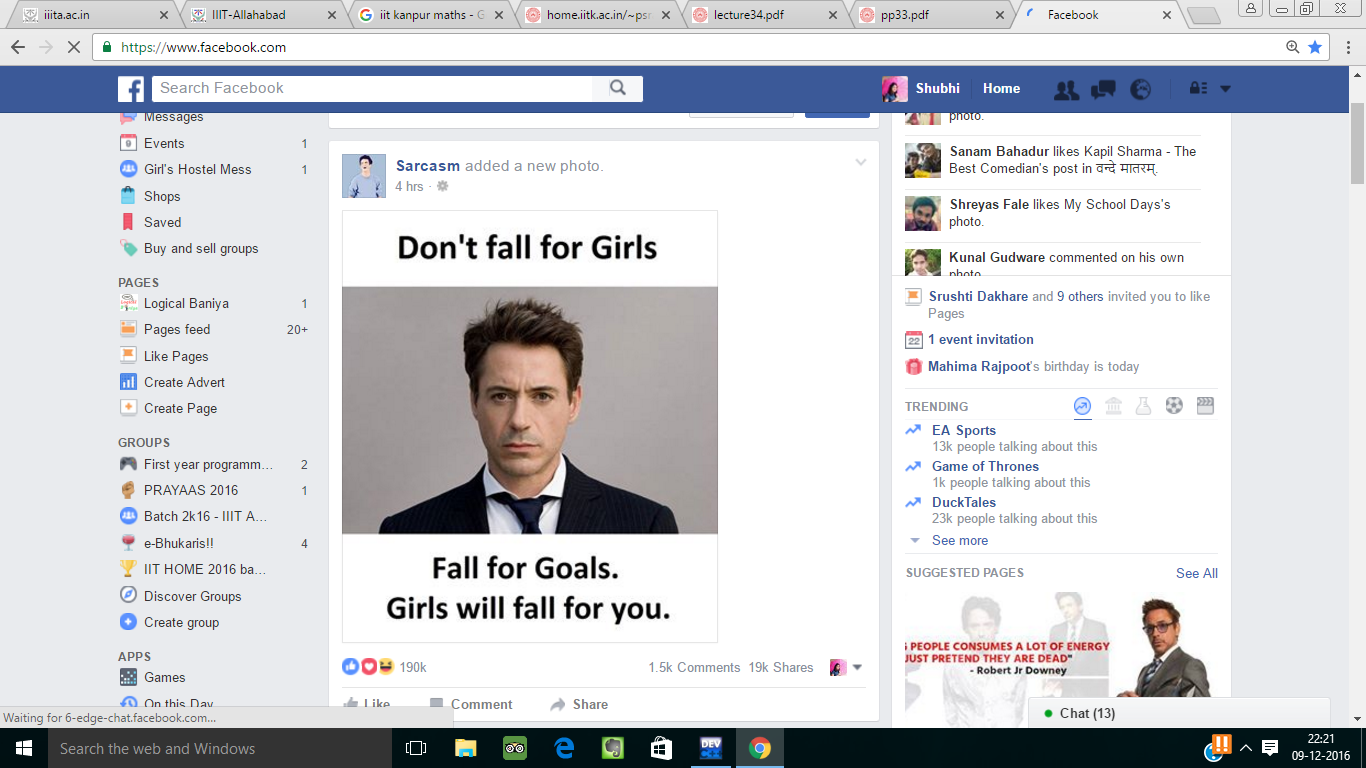 iiita.ac.in
IIIT-Allahabad
iit kanpur maths - G
home.iitk.ac.in/~psr
lecture34.pdf
pp33.pdf
Facebook
https://www.facebook.com
Search Facebook
Shubhi
Home
Messages
Events 1
Girl's Hostel Mess 1
Shops
Saved
Buy and sell groups
PAGES
Logical Baniya 1
Pages feed 20+
Like Pages
Create Advert
Create Page
GROUPS
First year programm... 2
PRAYAAS 2016 1
Batch 2k16 - IIIT A...
e-Bhukaris!! 4
IIT HOME 2016 ba...
Discover Groups
Create group
APPS
Games
On this Day
Sarcasm added a new photo.
4 hrs ·
Don't fall for Girls
Fall for Goals.
Girls will fall for you.
190k
1.5k Comments 19k Shares
Like Comment Share
photo.
Sanam Bahadur likes Kapil Sharma - The
Best Comedian's post in वन्दे मातरम्.
Shreyas Fale likes My School Days's
photo.
Kunal Gudware commented on his own
photo
Srushti Dakhare and 9 others invited you to like
Pages
22
1 event invitation
Mahima Rajpoot's birthday is today
TRENDING
EA Sports
13k people talking about this
Game of Thrones
1k people talking about this
DuckTales
23k people talking about this
See more
SUGGESTED PAGES See All
PEOPLE CONSUMES A LOT OF ENERGY
JUST PRETEND THEY ARE DEAD"
- Robert Jr Downey
Chat (13)
Waiting for 6-edge-chat.facebook.com...
Search the web and Windows
DEV
C++
22:21
09-12-2016